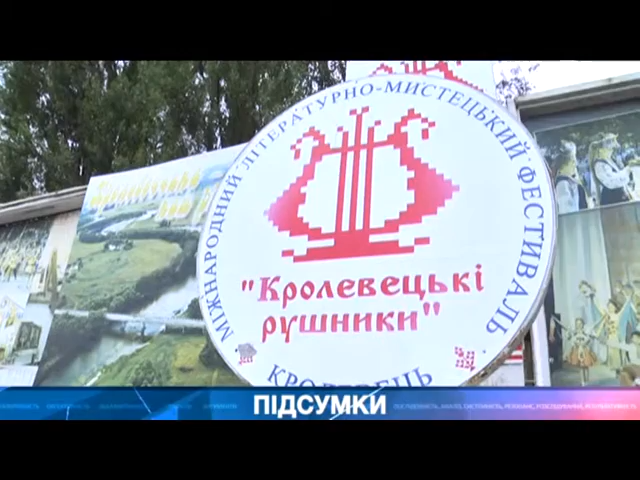 МІЖНАРОДНИЙ ЛІТЕРАТУРНО-МИСТЕЦЬКИЙ ФЕСТИВАЛЬ
"Кролевецькі
рушники"
КРОЛЕВЕЦЬ
ПІДСУМКИ